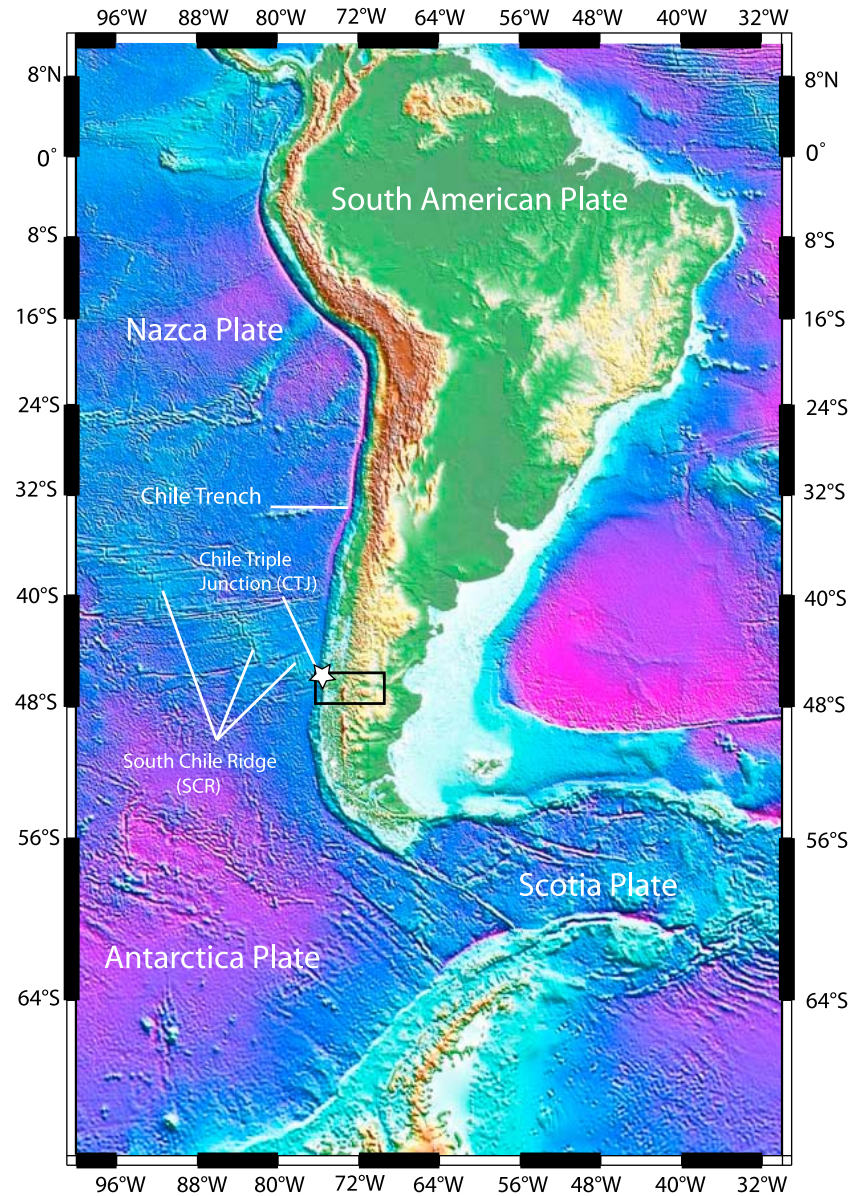 96°W 88°W 80°W 72°W 64°W 56°W 48°W 40°W 32°W
8°N 8°N
0° 0°
South American Plate
8°S 8°S
16°S 16°S
Nazca Plate
24°S 24°S
32°S 32°S
Chile Trench
Chile Triple
Junction (CTJ)
40°S 40°S
48°S 48°S
South Chile Ridge
(SCR)
56°S 56°S
Scotia Plate
Antarctica Plate
64°S 64°S
96°W 88°W 80°W 72°W 64°W 56°W 48°W 40°W 32°W